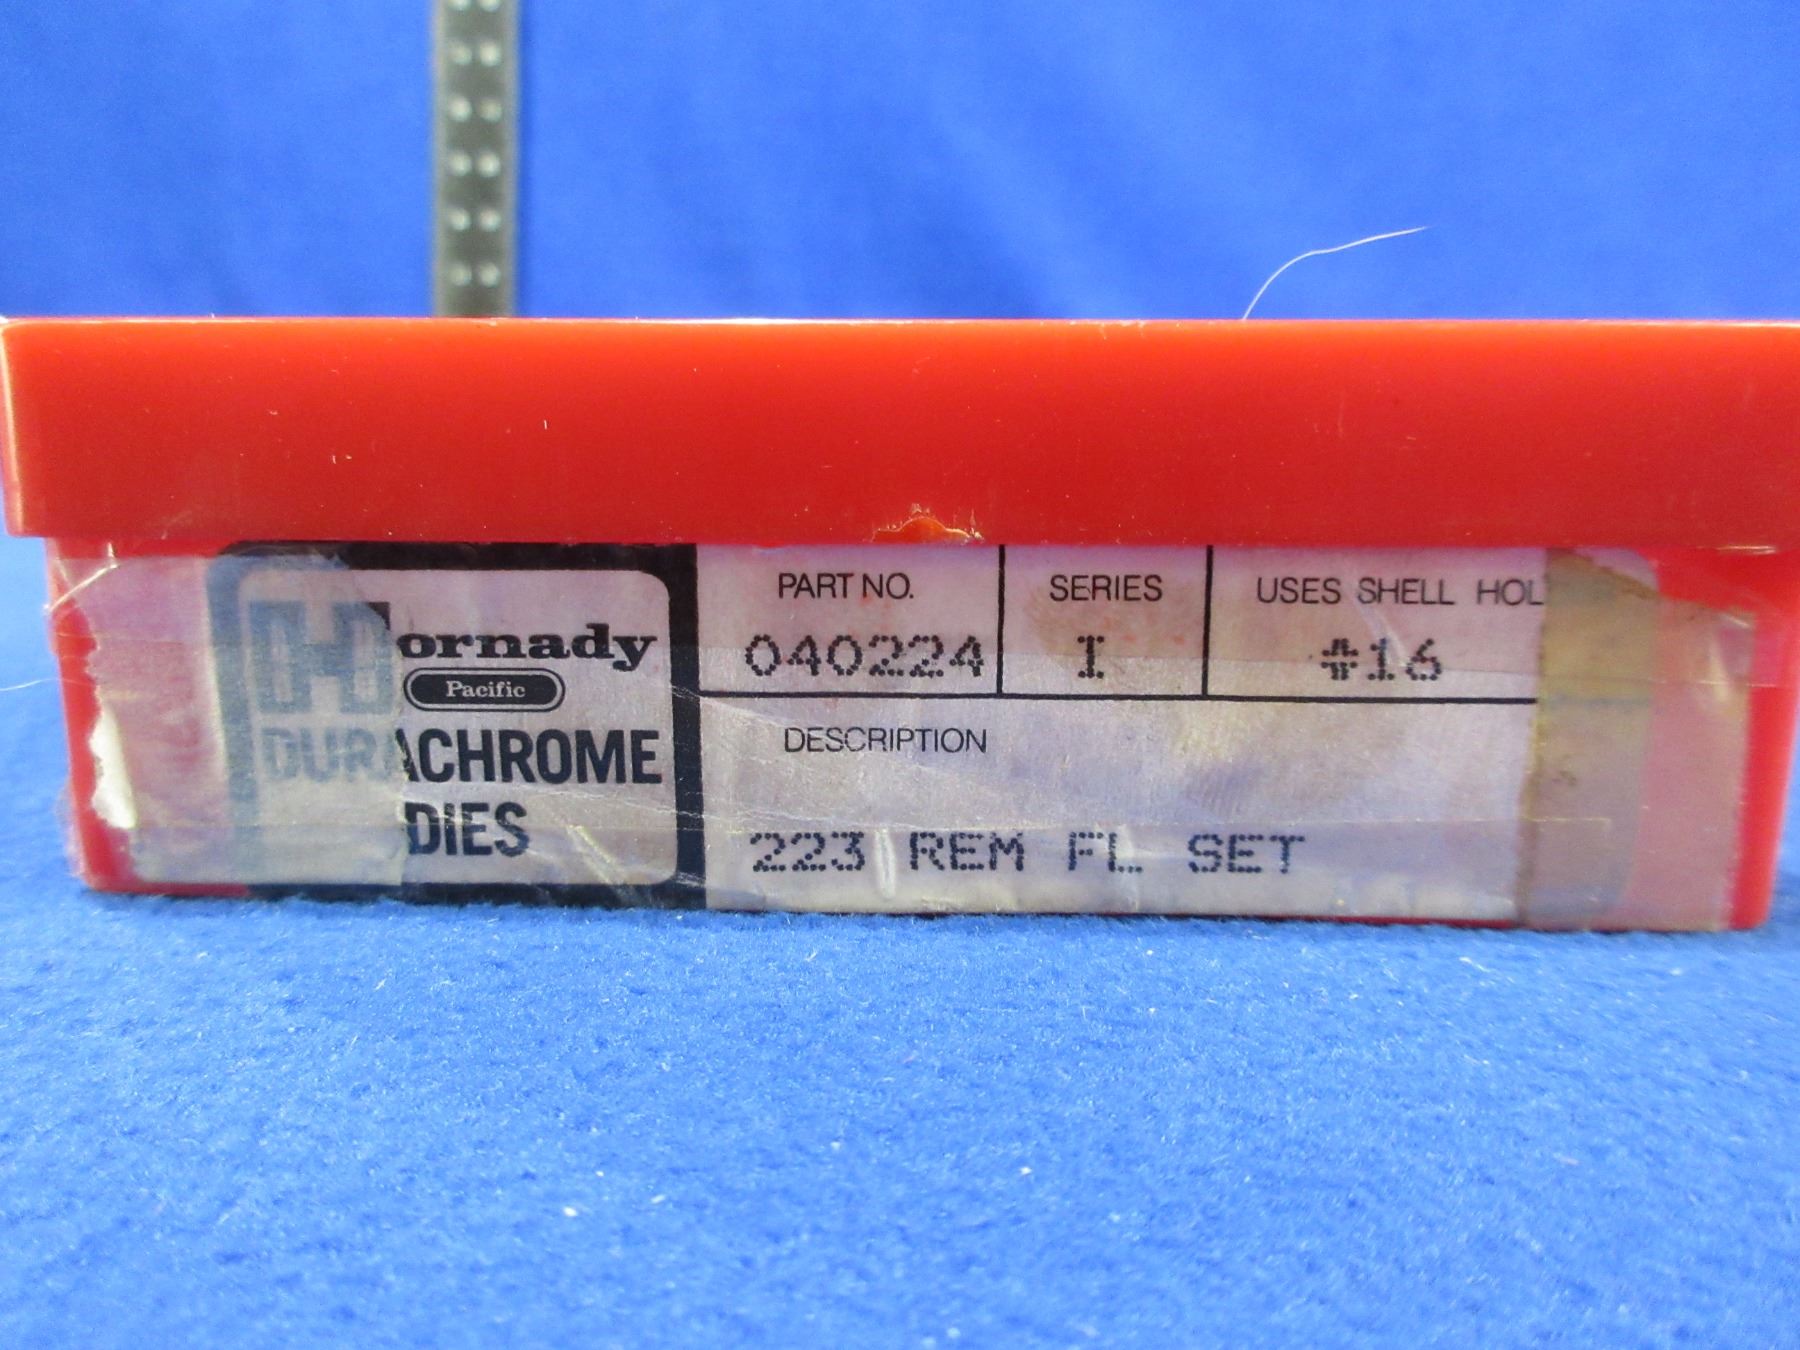 Hornady
Pacific
DURACHROME
DIES
PART NO.
040224
SERIES
I
USES SHELL HOL
#16
DESCRIPTION
223 REM FL SET